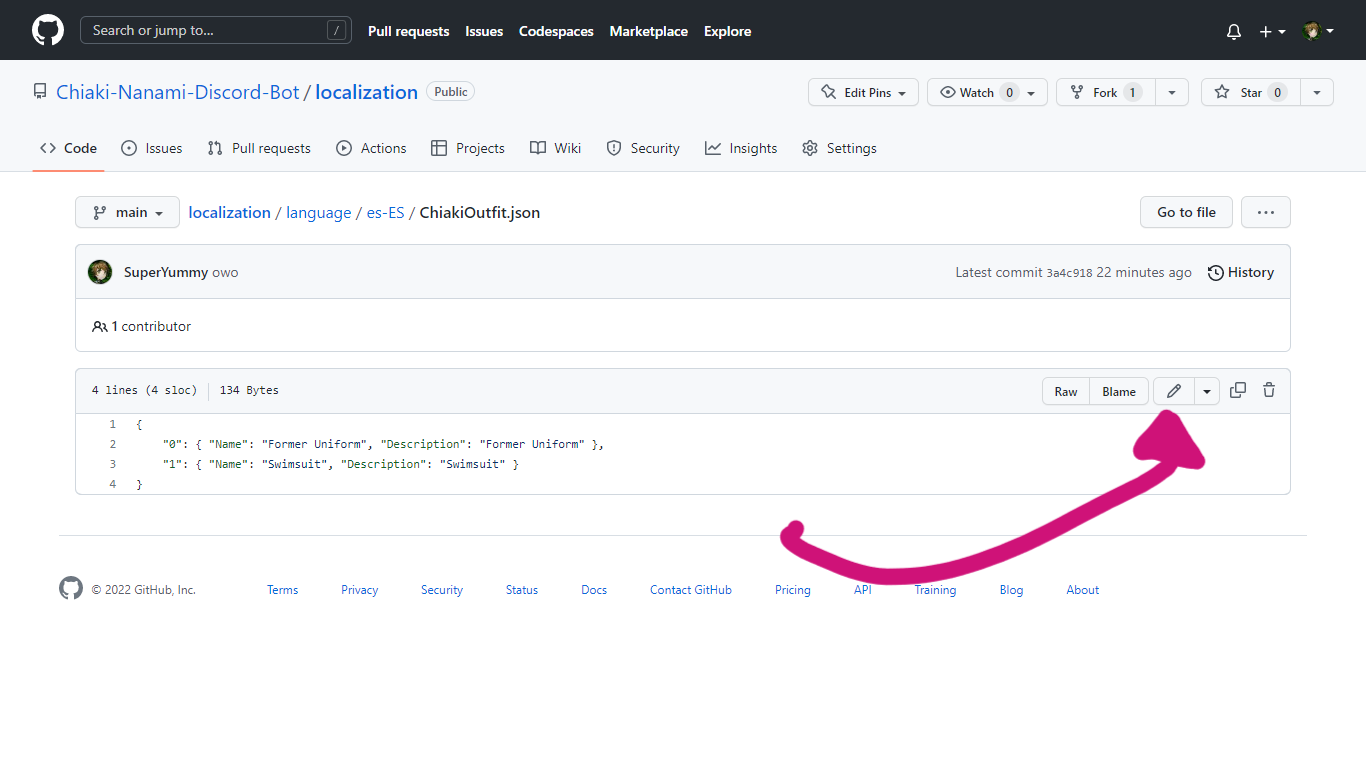 Search or jump to... /
Pull requests Issues Codespaces Marketplace Explore
Chiaki-Nanami-Discord-Bot / localization Public
Edit Pins Watch 0 Fork 1 Star 0
Code Issues Pull requests Actions Projects Wiki Security Insights Settings
main localization / language / es-ES / ChiakiOutfit.json Go to file ...
SuperYummy owo Latest commit 3a4c918 22 minutes ago History
1 contributor
4 lines (4 sloc) 134 Bytes Raw Blame
1 {
2 "0": { "Name": "Former Uniform", "Description": "Former Uniform" },
3 "1": { "Name": "Swimsuit", "Description": "Swimsuit" }
4 }
© 2022 GitHub, Inc. Terms Privacy Security Status Docs Contact GitHub Pricing API Training Blog About